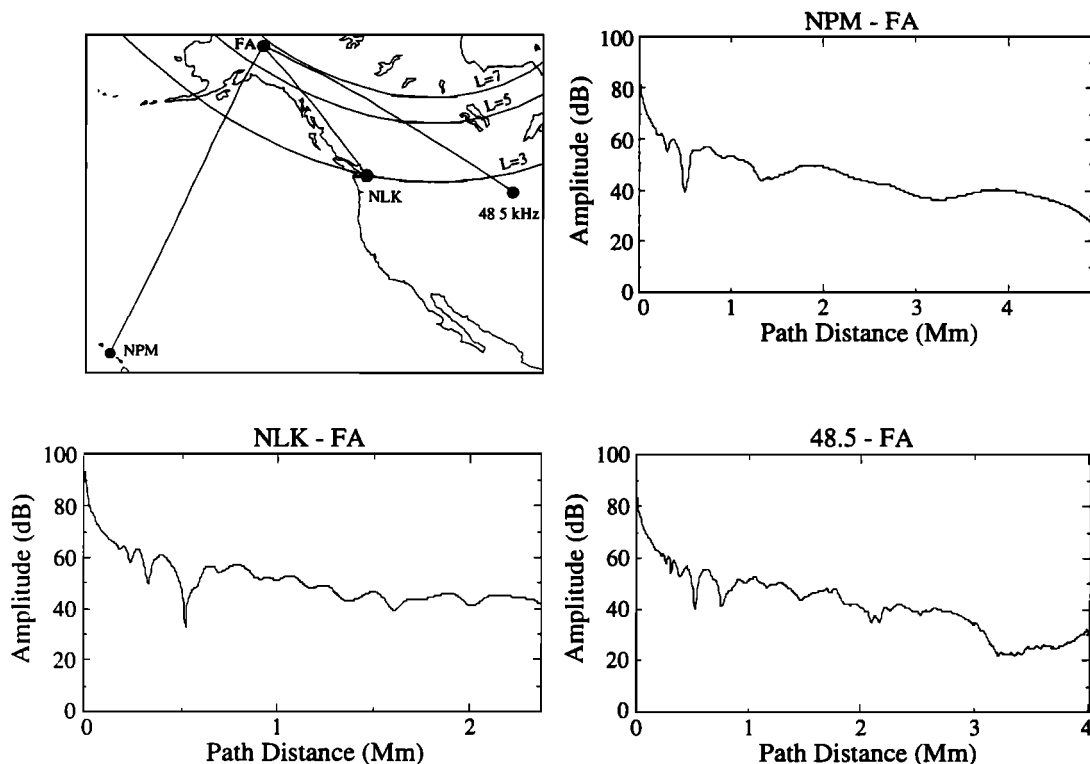 FA
L=7
L=5
L=3
NLK
48 5 kHz
NPM
NPM - FA
Amplitude (dB)
100
80
60
40
20
0
0 1 2 3 4
Path Distance (Mm)
NLK - FA
Amplitude (dB)
100
80
60
40
20
0
0 1 2
Path Distance (Mm)
48.5 - FA
Amplitude (dB)
100
80
60
40
20
0
0 1 2 3 4
Path Distance (Mm)